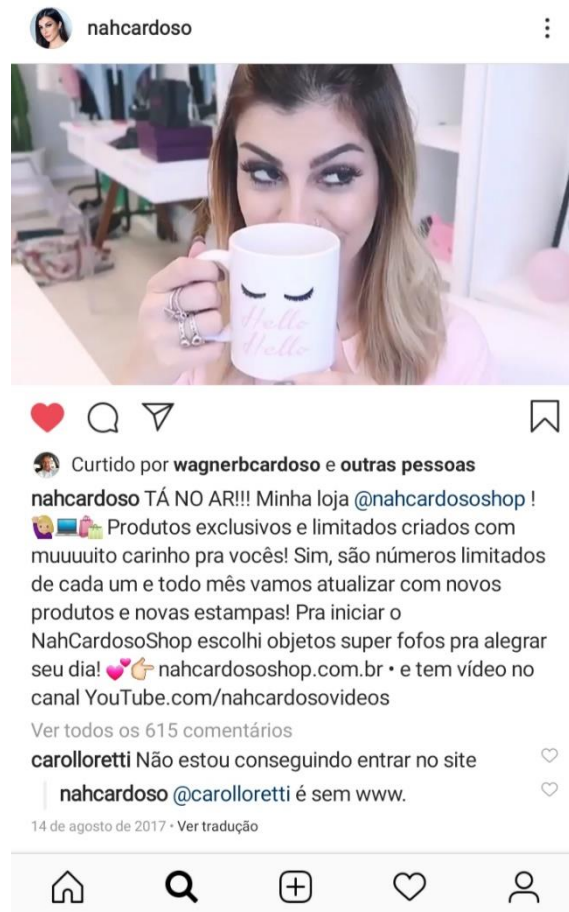 nahcardoso
Hello
Hello
Curtido por wagnerbcardoso e outras pessoas
nahcardoso TÁ NO AR!!! Minha loja @nahcardososhop !
🙋🏼💻🛍️ Produtos exclusivos e limitados criados com
muuuuito carinho pra vocês! Sim, são números limitados
de cada um e todo mês vamos atualizar com novos
produtos e novas estampas! Pra iniciar o
NahCardosoShop escolhi objetos super fofos pra alegrar
seu dia! 💕👉🏼 nahcardososhop.com.br • e tem vídeo no
canal YouTube.com/nahcardosovideos
Ver todos os 615 comentários
carolloretti Não estou conseguindo entrar no site
nahcardoso @carolloretti é sem www.
14 de agosto de 2017 • Ver tradução